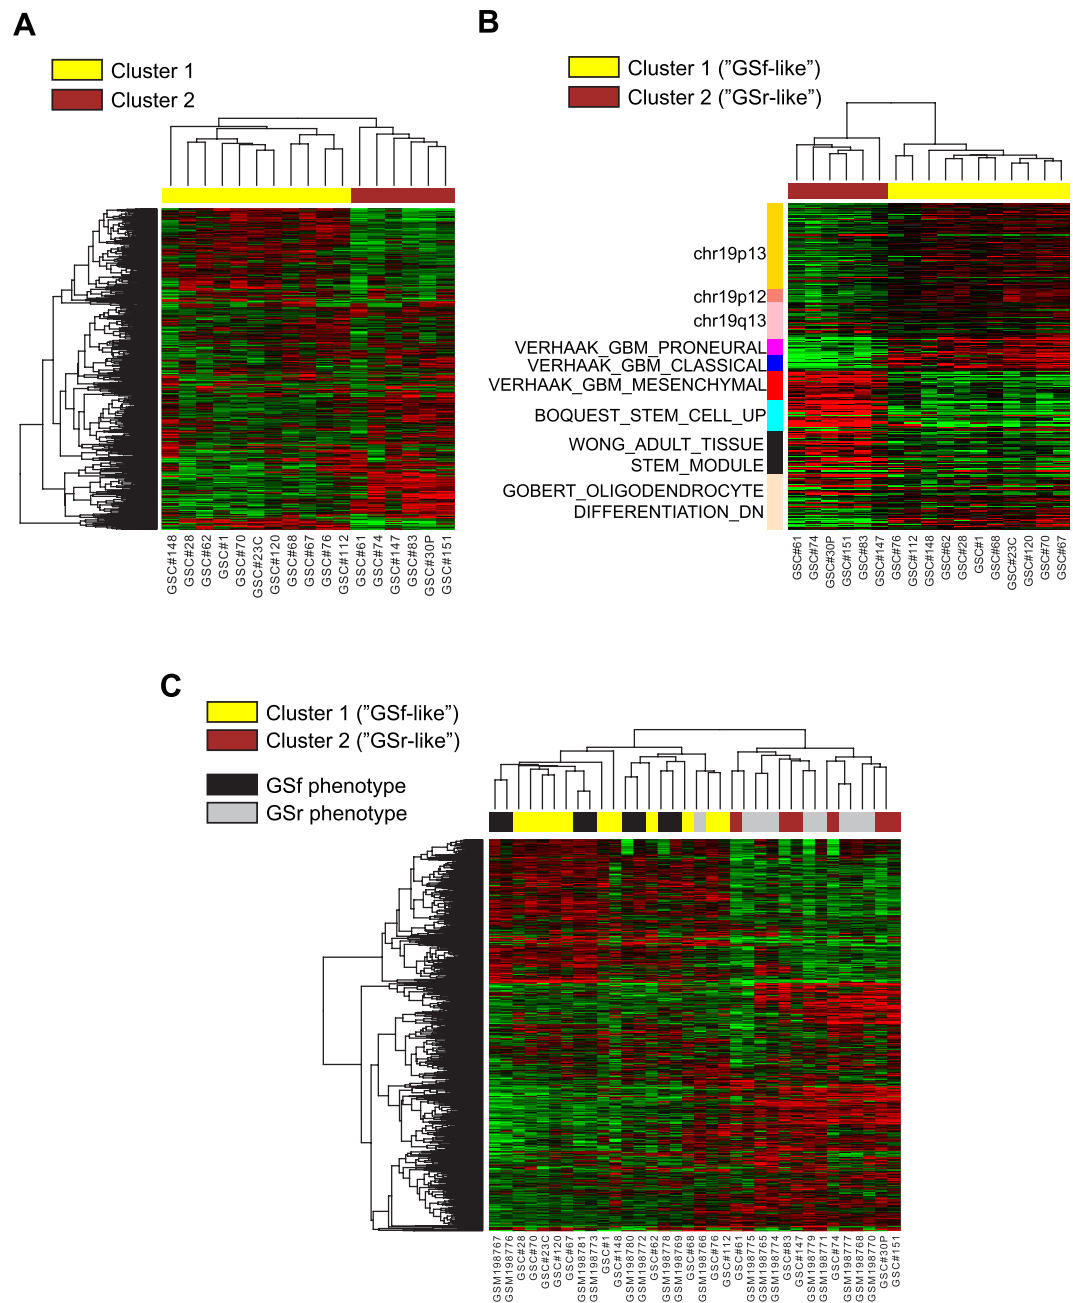 A
Cluster 1
Cluster 2
GSC#148
GSC#28
GSC#62
GSC#1
GSC#70
GSC#23C
GSC#120
GSC#68
GSC#67
GSC#76
GSC#112
GSC#61
GSC#74
GSC#147
GSC#83
GSC#30P
GSC#151
B
Cluster 1 (”GSf-like”)
Cluster 2 (”GSr-like”)
chr19p13
chr19p12
chr19q13
VERHAAK_GBM_PRONEURAL
VERHAAK_GBM_CLASSICAL
VERHAAK_GBM_MESENCHYMAL
BOQUEST_STEM_CELL_UP
WONG_ADULT_TISSUE
STEM_MODULE
GOBERT_OLIGODENDROCYTE
DIFFERENTIATION_DN
GSC#61
GSC#74
GSC#30P
GSC#151
GSC#83
GSC#147
GSC#76
GSC#112
GSC#148
GSC#62
GSC#28
GSC#1
GSC#68
GSC#23C
GSC#120
GSC#70
GSC#67
C
Cluster 1 (”GSf-like”)
Cluster 2 (”GSr-like”)
GSf phenotype
GSr phenotype
GSM198767
GSM198776
GSC#28
GSC#70
GSC#23C
GSC#120
GSC#67
GSM198781
GSM198773
GSC#1
GSC#148
GSM198780
GSM198772
GSC#62
GSM198778
GSM198769
GSC#68
GSM198766
GSC#76
GSC#112
GSC#61
GSM198775
GSM198765
GSM198774
GSC#83
GSC#147
GSM198779
GSM198771
GSC#74
GSM198777
GSM198768
GSM198770
GSC#30P
GSC#151